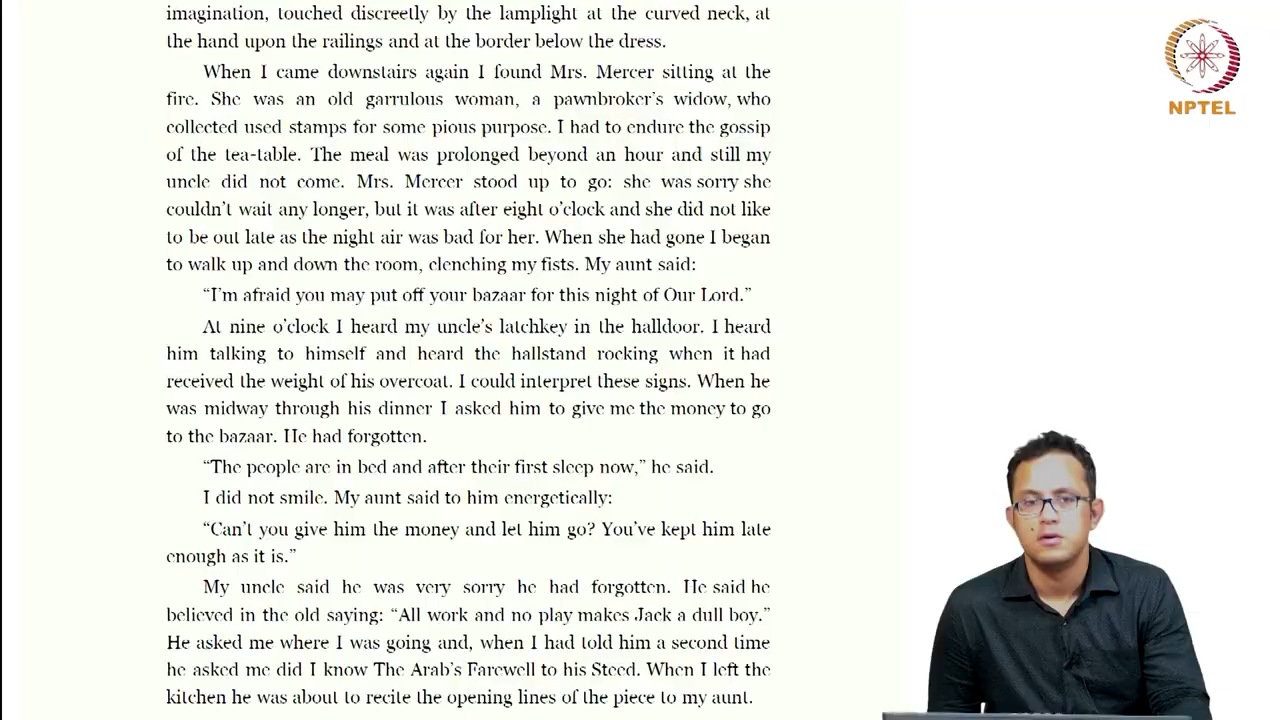 imagination, touched discreetly by the lamplight at the curved neck, at
the hand upon the railings and at the border below the dress.
When I came downstairs again I found Mrs. Mercer sitting at the
fire. She was an old garrulous woman, a pawnbroker's widow, who
collected used stamps for some pious purpose. I had to endure the gossip
of the tea-table. The meal was prolonged beyond an hour and still my
uncle did not come. Mrs. Mercer stood up to go: she was sorry she
couldn't wait any longer, but it was after eight o'clock and she did not like
to be out late as the night air was bad for her. When she had gone I began
to walk up and down the room, clenching my fists. My aunt said:
“I'm afraid you may put off your bazaar for this night of Our Lord.”
At nine o'clock I heard my uncle's latchkey in the halldoor. I heard
him talking to himself and heard the hallstand rocking when it had
received the weight of his overcoat. I could interpret these signs. When he
was midway through his dinner I asked him to give me the money to go
to the bazaar. He had forgotten.
“The people are in bed and after their first sleep now,” he said.
I did not smile. My aunt said to him energetically:
“Can't you give him the money and let him go? You've kept him late
enough as it is.”
My uncle said he was very sorry he had forgotten. He said he
believed in the old saying: “All work and no play makes Jack a dull boy.”
He asked me where I was going and, when I had told him a second time
he asked me did I know The Arab's Farewell to his Steed. When I left the
kitchen he was about to recite the opening lines of the piece to my aunt.
NPTEL